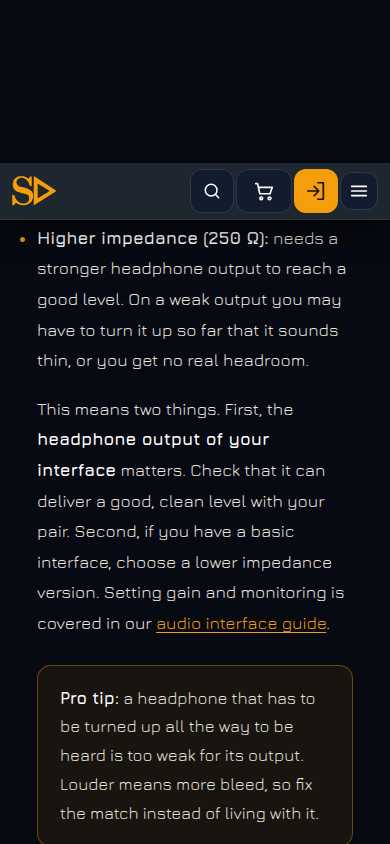 S
Higher impedance (250 Ω): needs a
stronger headphone output to reach a
good level. On a weak output you may
have to turn it up so far that it sounds
thin, or you get no real headroom.
This means two things. First, the
headphone output of your
interface matters. Check that it can
deliver a good, clean level with your
pair. Second, if you have a basic
interface, choose a lower impedance
version. Setting gain and monitoring is
covered in our audio interface guide.
Pro tip: a headphone that has to
be turned up all the way to be
heard is too weak for its output.
Louder means more bleed, so fix
the match instead of living with it.